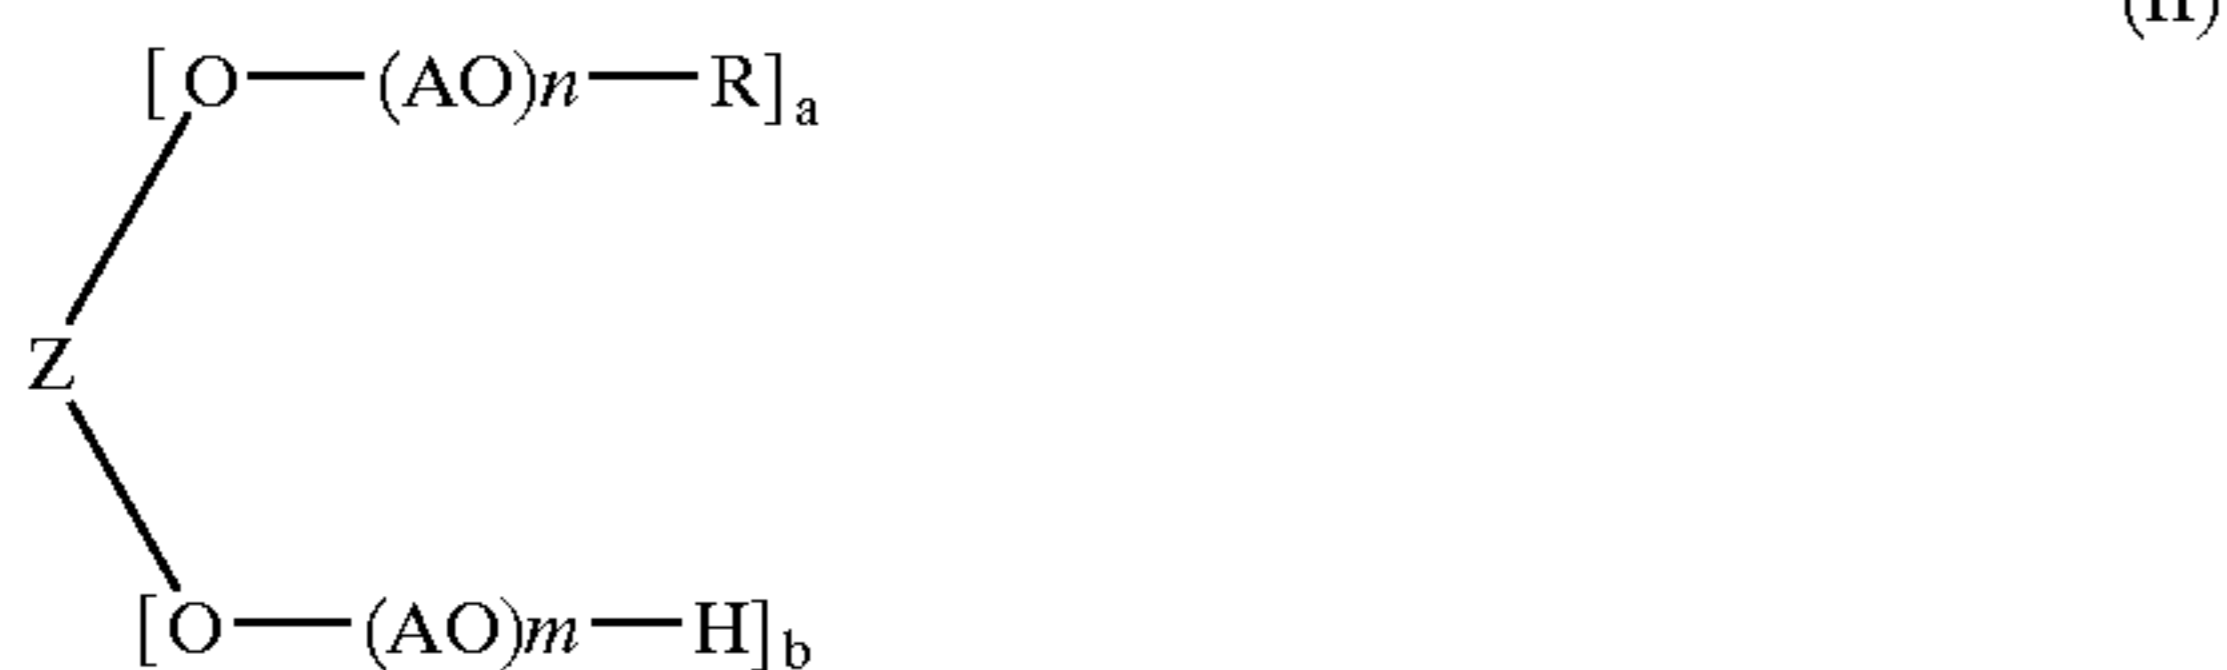 (II)
[ O—(AO)n—R]a
Z
[O—(AO)m—H]b